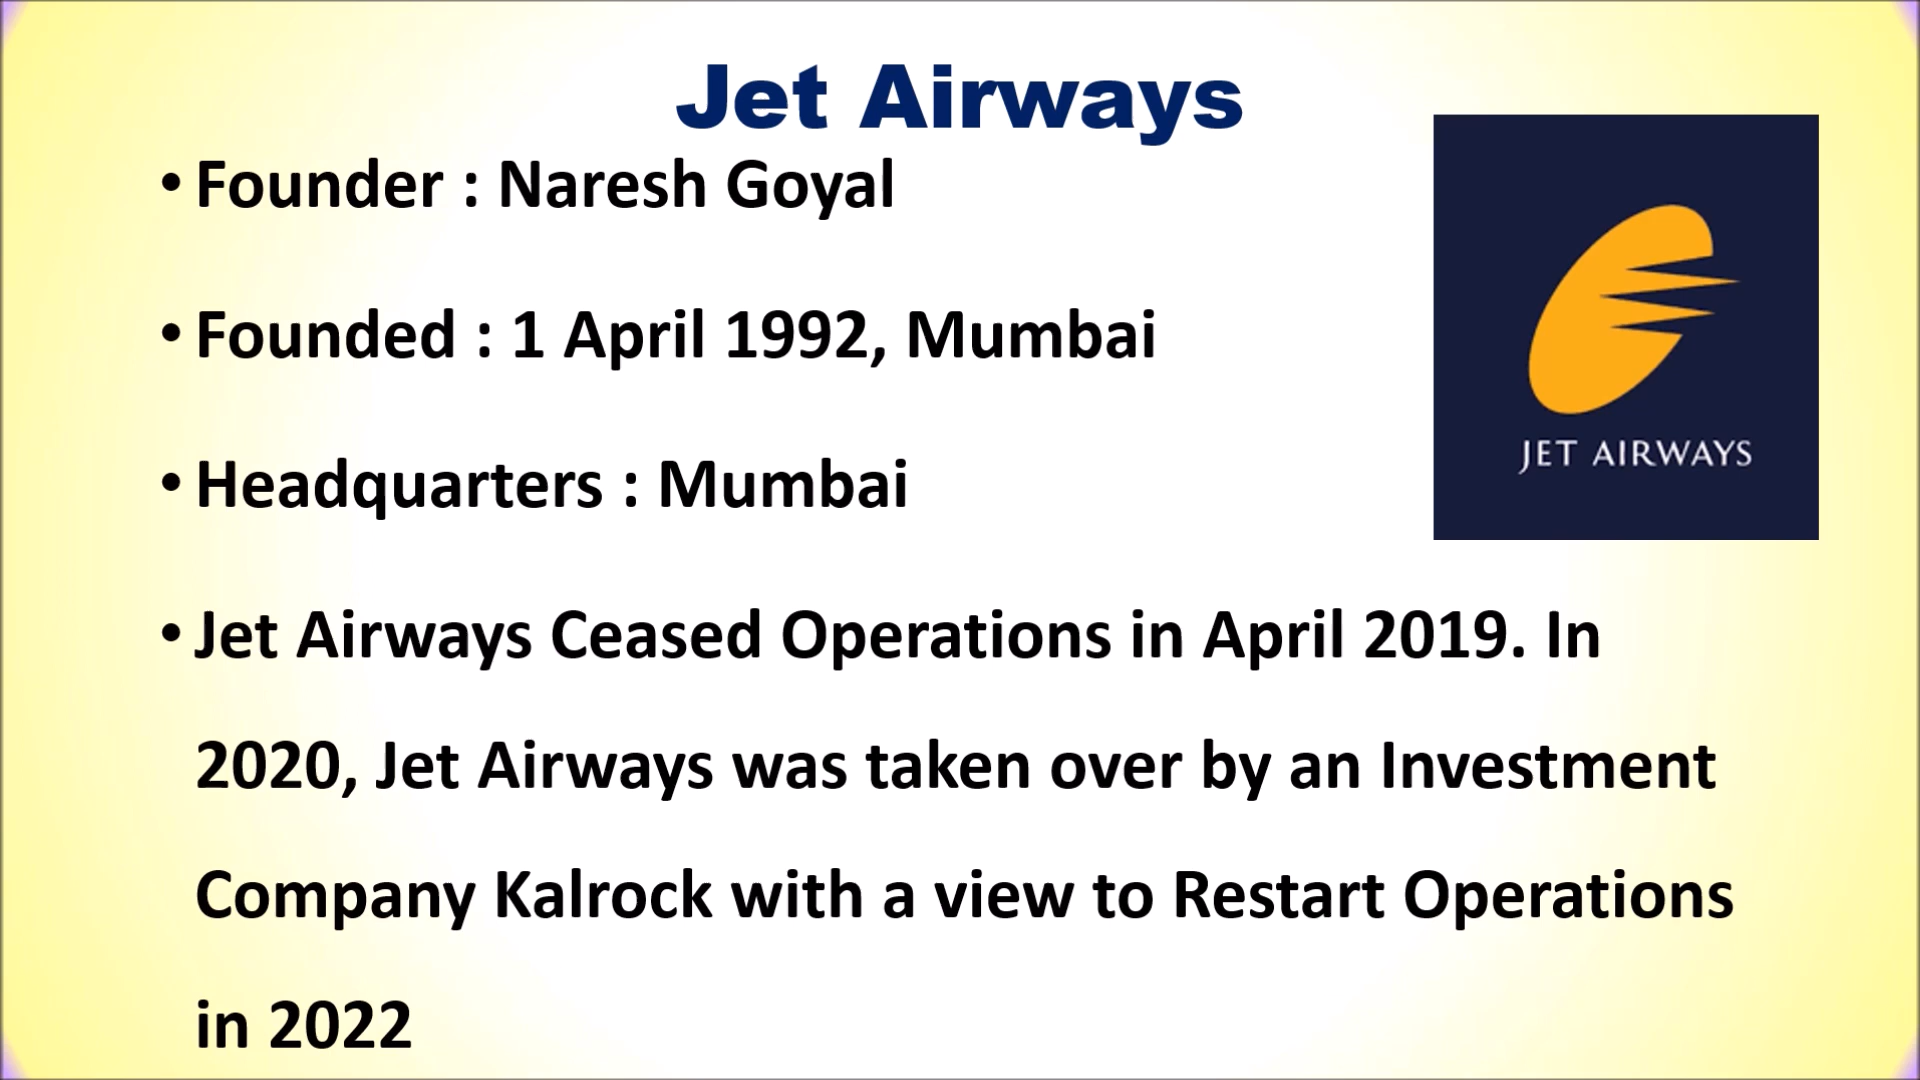 Jet Airways
• Founder : Naresh Goyal
• Founded : 1 April 1992, Mumbai
• Headquarters : Mumbai
JET AIRWAYS
• Jet Airways Ceased Operations in April 2019. In
2020, Jet Airways was taken over by an Investment
Company Kalrock with a view to Restart Operations
in 2022